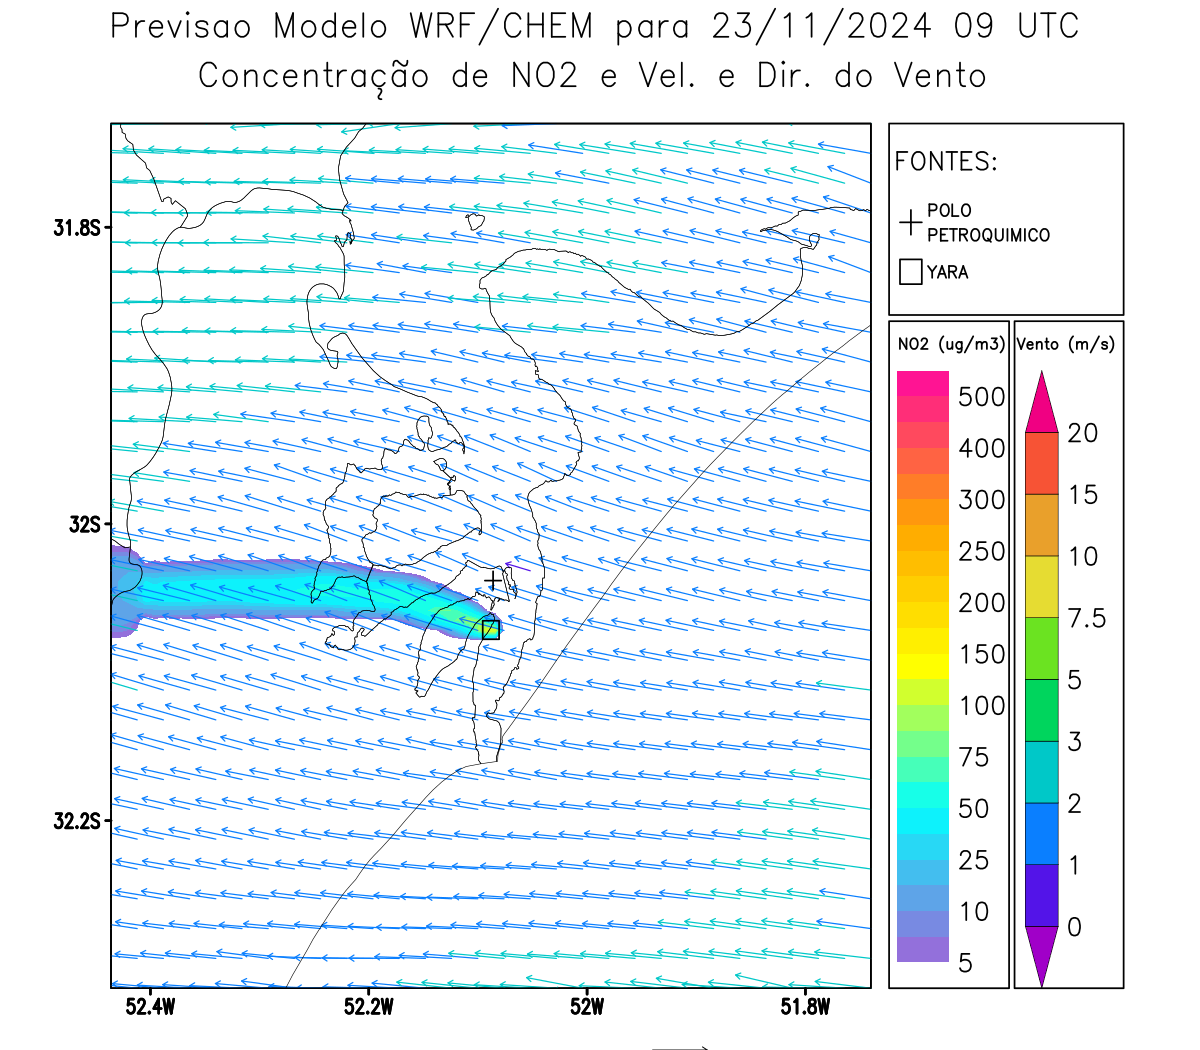 Previsao Modelo WRF/CHEM para 23/11/2024 09 UTC
Concentração de NO2 e Vel. e Dir. do Vento
FONTES:
POLO
PETROQUIMICO
YARA
31.8S
32S
32.2S
52.4W
52.2W
52W
51.8W
NO2 (ug/m3)
500
400
300
250
200
150
100
75
50
25
10
5
Vento (m/s)
20
15
10
7.5
5
3
2
1
0